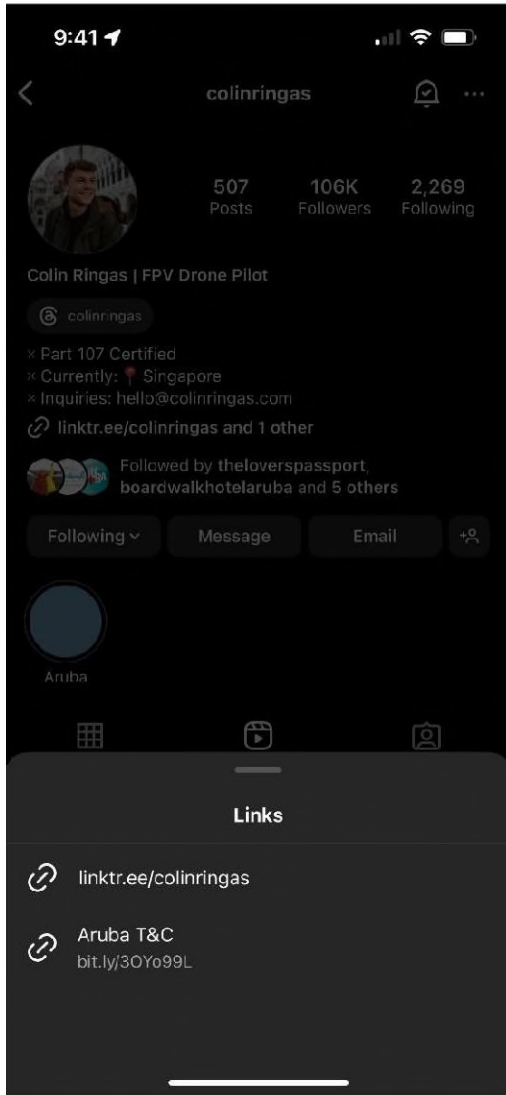 9:41
colinringas
507 106K 2,269
Posts Followers Following
Colin Ringas | FPV Drone Pilot
colinringas
× Part 107 Certified
× Currently: 📍 Singapore
× Inquiries: hello@colinringas.com
linktr.ee/colinringas and 1 other
Followed by theloverspassport,
boardwalkhotelaruba and 5 others
Following Message Email
Aruba
Links
linktr.ee/colinringas
Aruba T&C
bit.ly/3OYo99L